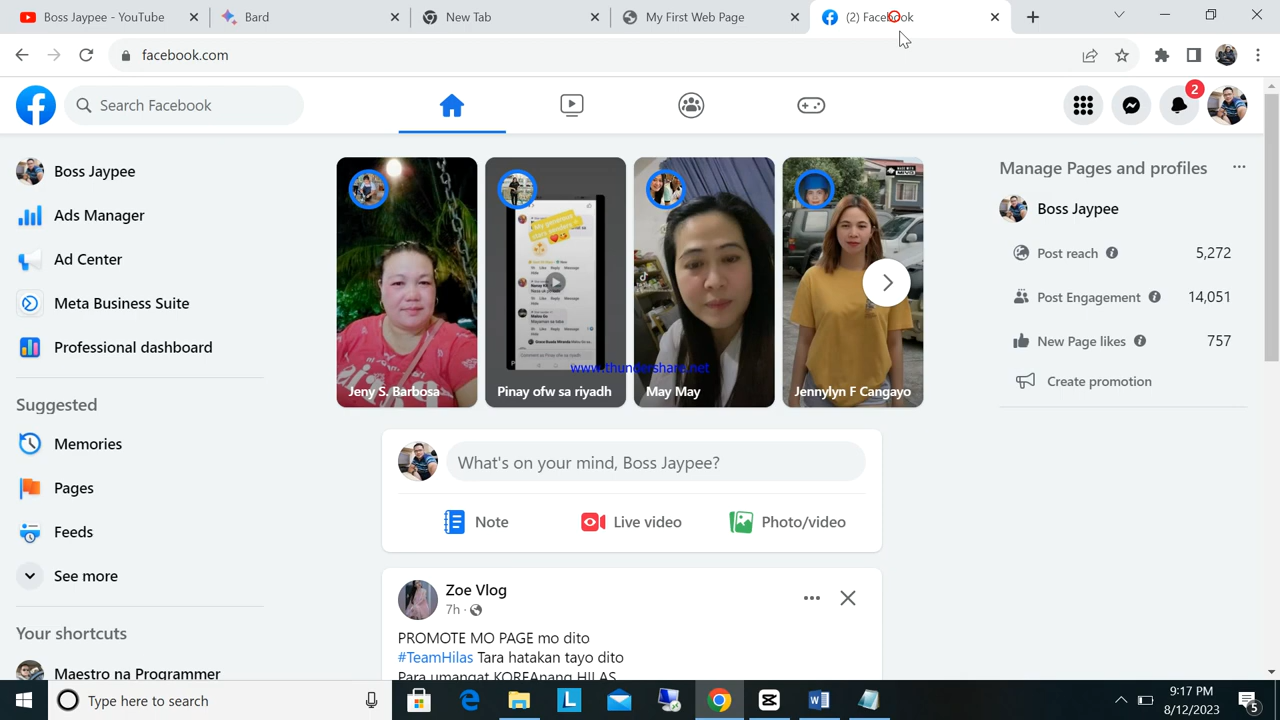 Boss Jaypee - YouTube
Bard
New Tab
My First Web Page
(2) Facebook
facebook.com
Search Facebook
2
Boss Jaypee
Ads Manager
Ad Center
Meta Business Suite
Professional dashboard
Suggested
Memories
Pages
Feeds
See more
Your shortcuts
Maestro na Programmer
Jeny S. Barbosa
Pinay ofw sa riyadh
May May
Jennylyn F Cangayo
www.thundershare.net
What's on your mind, Boss Jaypee?
Note
Live video
Photo/video
Zoe Vlog
7h ·
PROMOTE MO PAGE mo dito
#TeamHilas Tara hatakan tayo dito
Para umangat KOREAnang HILAS
Manage Pages and profiles
Boss Jaypee
Post reach 5,272
Post Engagement 14,051
New Page likes 757
Create promotion
Type here to search
9:17 PM
8/12/2023
5